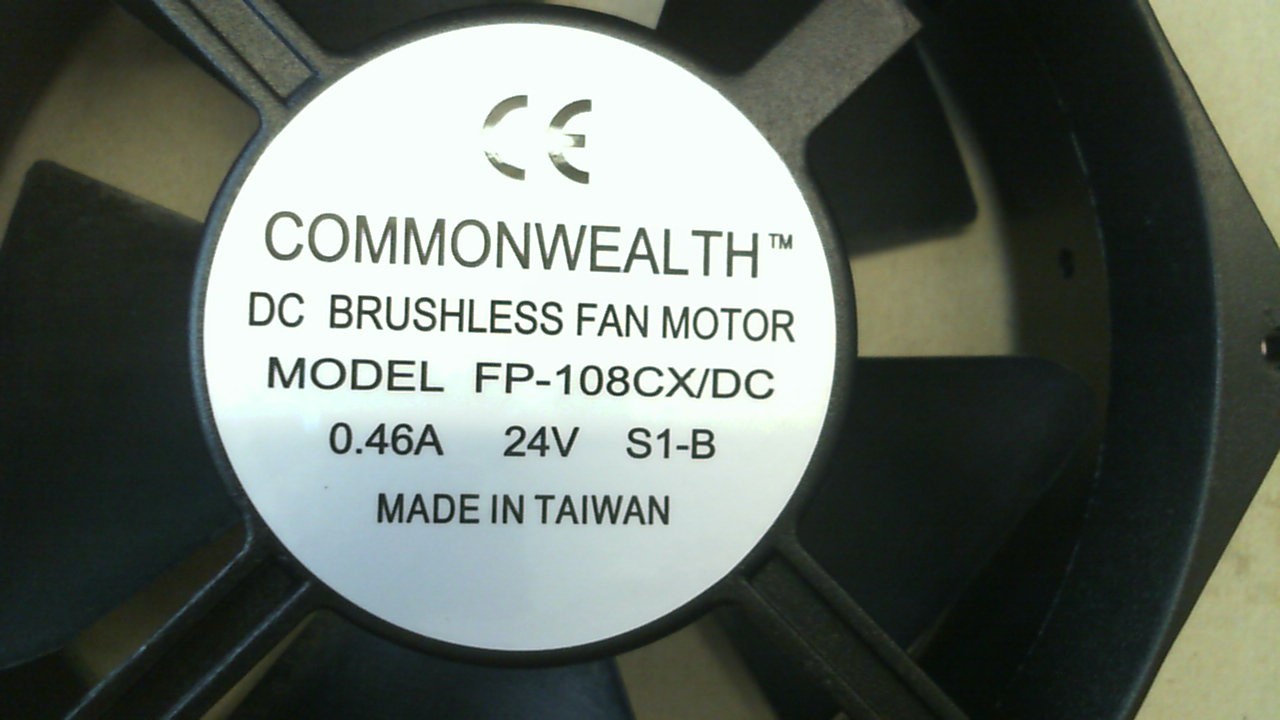 CE
COMMONWEALTH™
DC BRUSHLESS FAN MOTOR
MODEL FP-108CX/DC
0.46A 24V S1-B
MADE IN TAIWAN